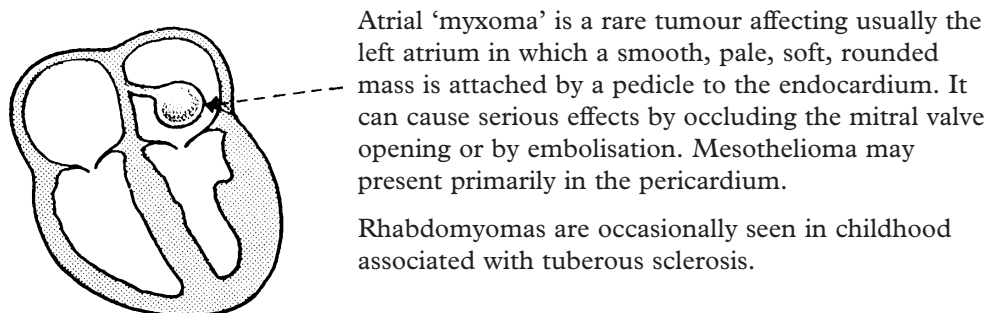 Atrial ‘myxoma’ is a rare tumour affecting usually the
left atrium in which a smooth, pale, soft, rounded
mass is attached by a pedicle to the endocardium. It
can cause serious effects by occluding the mitral valve
opening or by embolisation. Mesothelioma may
present primarily in the pericardium.
Rhabdomyomas are occasionally seen in childhood
associated with tuberous sclerosis.